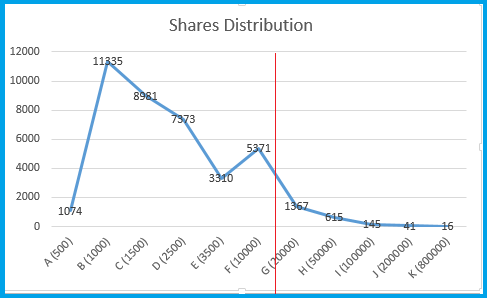 Shares Distribution
12000
10000
8000
6000
4000
2000
0
1074
11335
8981
7373
3310
5371
1367
615
145
41
16
A (500)
B (1000)
C (1500)
D (2500)
E (3500)
F (10000)
G (20000)
H (50000)
I (100000)
J (200000)
K (800000)